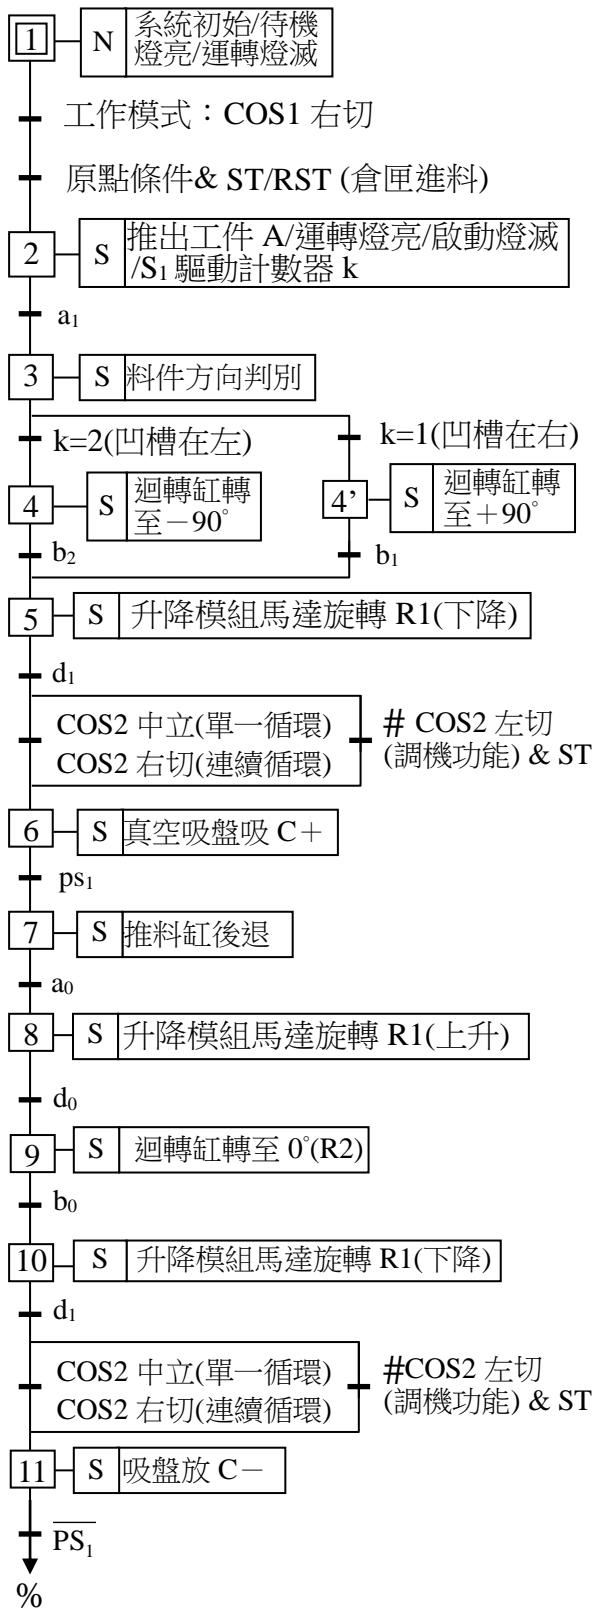 1
N
系統初始/待機
燈亮/運轉燈滅
工作模式：COS1 右切
原點條件& ST/RST (倉匣進料)
2
S
推出工件 A/運轉燈亮/啟動燈滅
/S₁ 驅動計數器 k
a₁
3
S
料件方向判別
k=2(凹槽在左)
k=1(凹槽在右)
4
S
迴轉缸轉
至－90°
4’
S
迴轉缸轉
至＋90°
b₂
b₁
5
S
升降模組馬達旋轉 R1(下降)
d₁
COS2 中立(單一循環)
COS2 右切(連續循環)
# COS2 左切
(調機功能) & ST
6
S
真空吸盤吸 C＋
ps₁
7
S
推料缸後退
a₀
8
S
升降模組馬達旋轉 R1(上升)
d₀
9
S
迴轉缸轉至 0°(R2)
b₀
10
S
升降模組馬達旋轉 R1(下降)
d₁
COS2 中立(單一循環)
COS2 右切(連續循環)
#COS2 左切
(調機功能) & ST
11
S
吸盤放 C－
P̅S̅₁̅
%